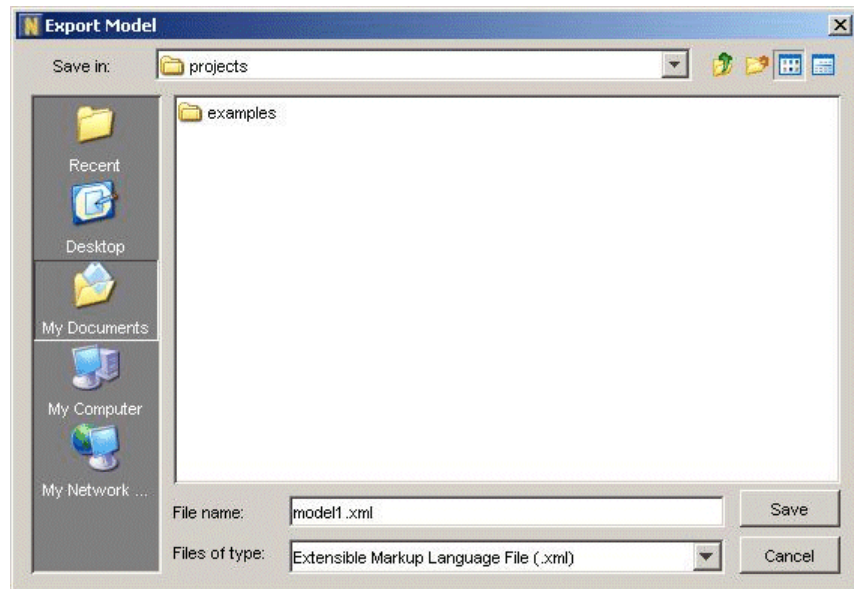 N Export Model
Save in:
projects
examples
Recent
Desktop
My Documents
My Computer
My Network ...
File name:
model1.xml
Save
Files of type:
Extensible Markup Language File (.xml)
Cancel